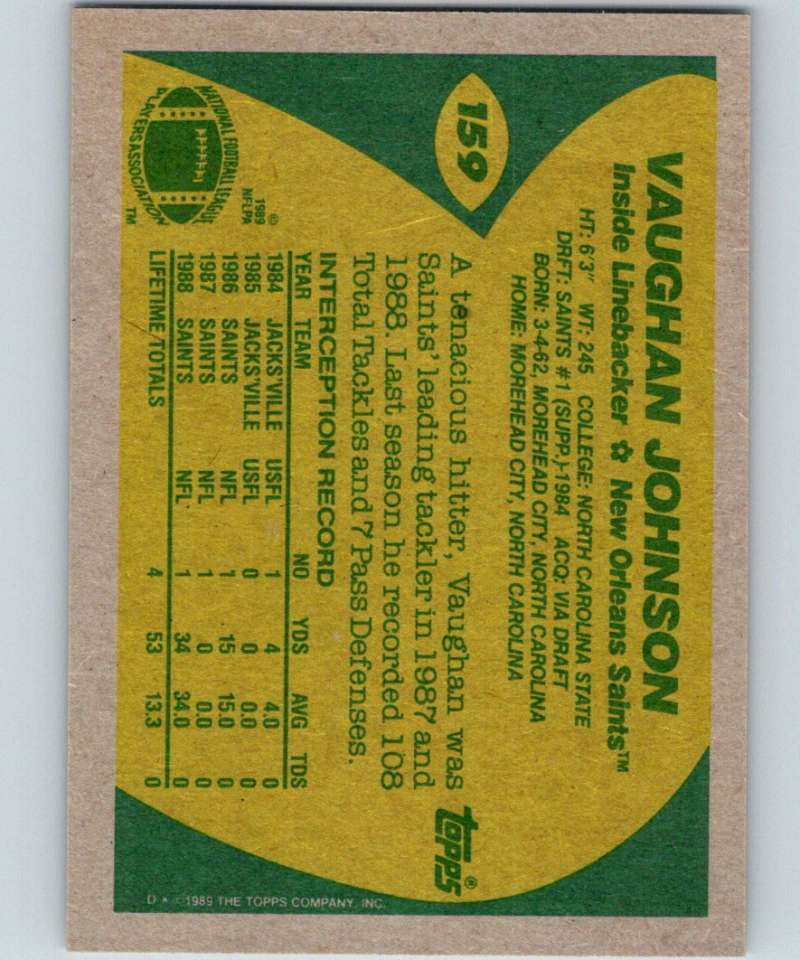 159
VAUGHAN JOHNSON
Inside Linebacker ✿ New Orleans Saints™
HT: 6'3" WT: 245 COLLEGE: NORTH CAROLINA STATE
DRFT: SAINTS #1 (SUPP.)-1984 ACQ: VIA DRAFT
BORN: 3-4-62, MOREHEAD CITY, NORTH CAROLINA
HOME: MOREHEAD CITY, NORTH CAROLINA
A tenacious hitter, Vaughan was
Saints' leading tackler in 1987 and
1988. Last season he recorded 108
Total Tackles and 7 Pass Defenses.
topps®
INTERCEPTION RECORD
YEAR TEAM NO YDS AVG TDS
1984 JACKS'VILLE USFL 1 4 4.0 0
1985 JACKS'VILLE USFL 0 0 0.0 0
1986 SAINTS NFL 1 15 15.0 0
1987 SAINTS NFL 1 0 0.0 0
1988 SAINTS NFL 1 34 34.0 0
LIFETIME/TOTALS 4 53 13.3 0
©
1989
NFLPA
NATIONAL FOOTBALL LEAGUE
PLAYERS ASSOCIATION
™
D * © 1989 THE TOPPS COMPANY, INC.